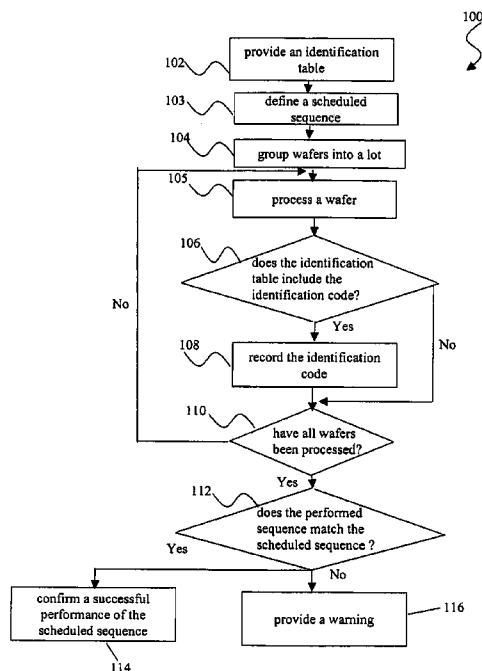 100
provide an identification
table
102
103
define a scheduled
sequence
104
group wafers into a lot
105
process a wafer
106
does the identification
table include the
identification code?
No
Yes
No
108
record the identification
code
110
have all wafers
been processed?
Yes
112
does the performed
sequence match the
scheduled sequence ?
Yes
No
confirm a successful
performance of the
scheduled sequence
provide a warning
116
114